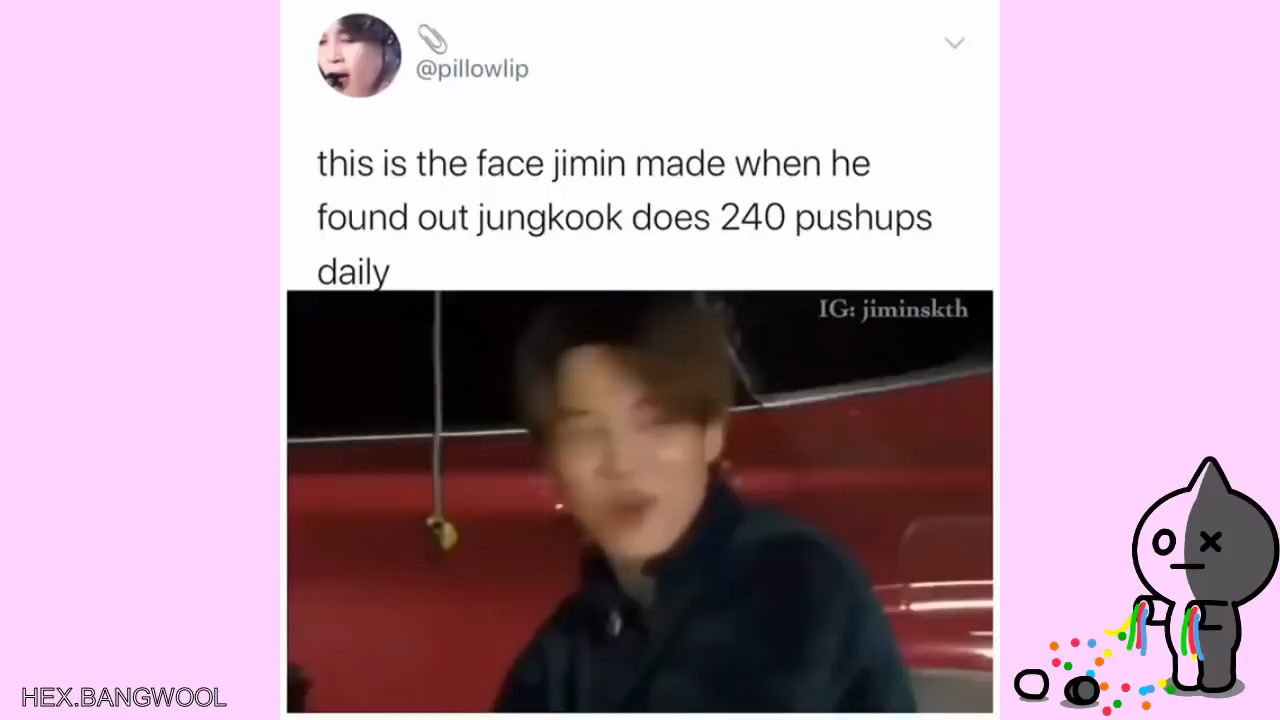 @pillowlip
this is the face jimin made when he
found out jungkook does 240 pushups
daily
IG: jiminskth
HEX.BANGWOOL